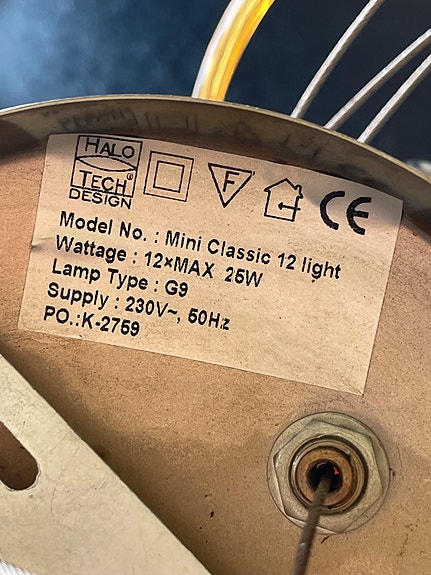 HALO
TECH®
DESIGN
F
CE
Model No. : Mini Classic 12 light
Wattage : 12×MAX 25W
Lamp Type : G9
Supply : 230V~, 50Hz
PO.:K-2759